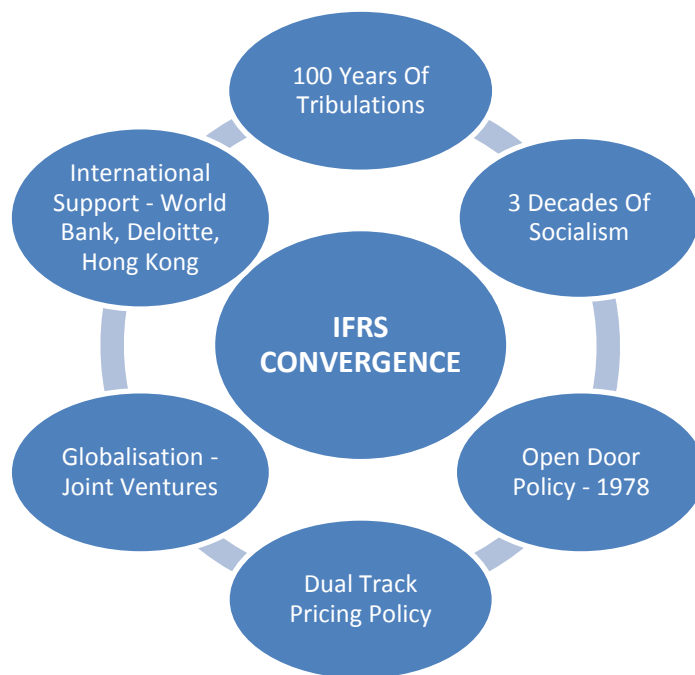 100 Years Of
Tribulations
3 Decades Of
Socialism
Open Door
Policy - 1978
Dual Track
Pricing Policy
Globalisation -
Joint Ventures
International
Support - World
Bank, Deloitte,
Hong Kong
IFRS
CONVERGENCE